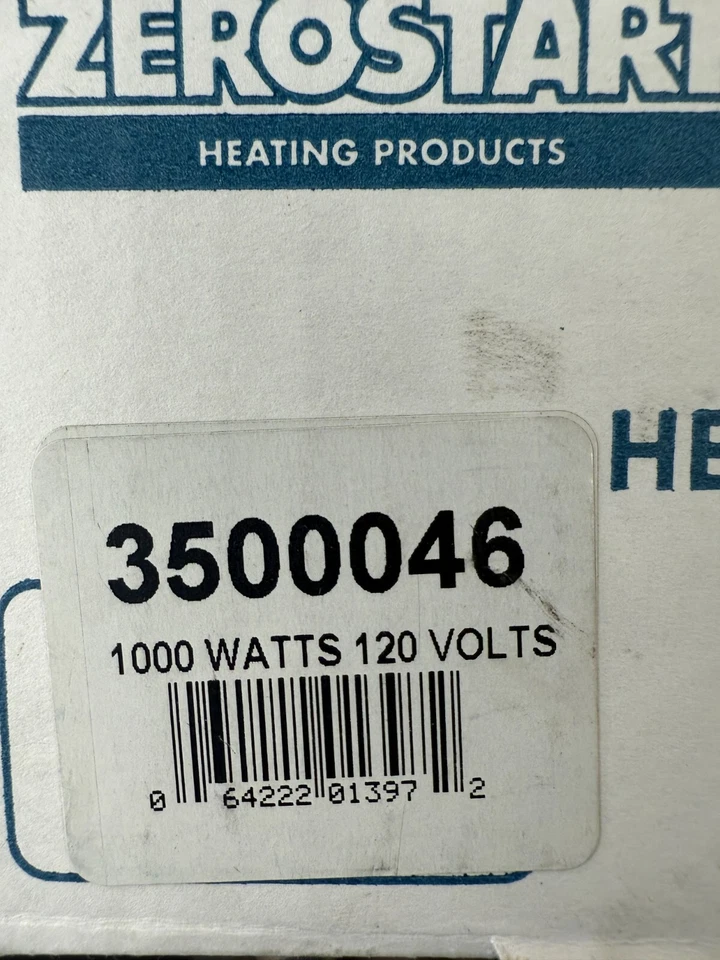 ZEROSTART
HEATING PRODUCTS
HE
3500046
1000 WATTS 120 VOLTS
0 64222 01397 2